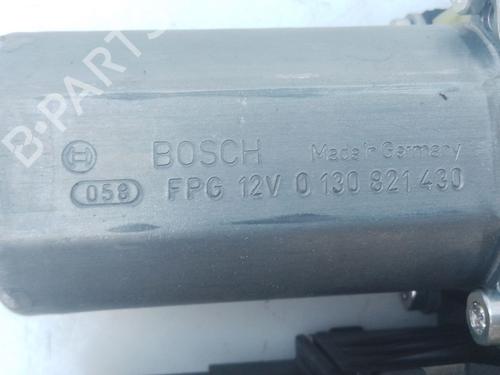 BOSCH Made in Germany
058 FPG 12V 0 130 821 430
B-PARTS